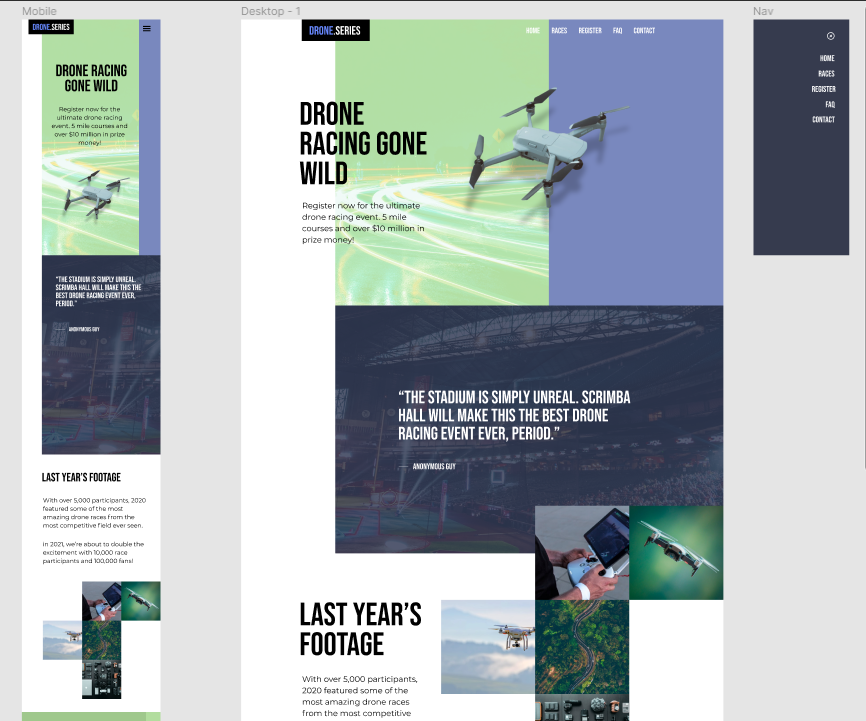 Mobile
DRONE.SERIES
DRONE RACING
GONE WILD
Register now for the
ultimate drone racing
event. 5 mile courses and
over $10 million in prize
money!
"THE STADIUM IS SIMPLY UNREAL.
SCRIMBA HALL WILL MAKE THIS THE
BEST DRONE RACING EVENT EVER,
PERIOD."
ANONYMOUS GUY
LAST YEAR'S FOOTAGE
With over 5,000 participants, 2020
featured some of the most
amazing drone races from the
most competitive field ever seen.
In 2021, we're about to double the
excitement with 10,000 race
participants and 100,000 fans!
Desktop - 1
DRONE.SERIES
HOME RACES REGISTER FAQ CONTACT
DRONE
RACING GONE
WILD
Register now for the ultimate
drone racing event. 5 mile
courses and over $10 million in
prize money!
“THE STADIUM IS SIMPLY UNREAL. SCRIMBA
HALL WILL MAKE THIS THE BEST DRONE
RACING EVENT EVER, PERIOD.”
ANONYMOUS GUY
LAST YEAR’S
FOOTAGE
With over 5,000 participants,
2020 featured some of the
most amazing drone races
from the most competitive
Nav
HOME
RACES
REGISTER
FAQ
CONTACT